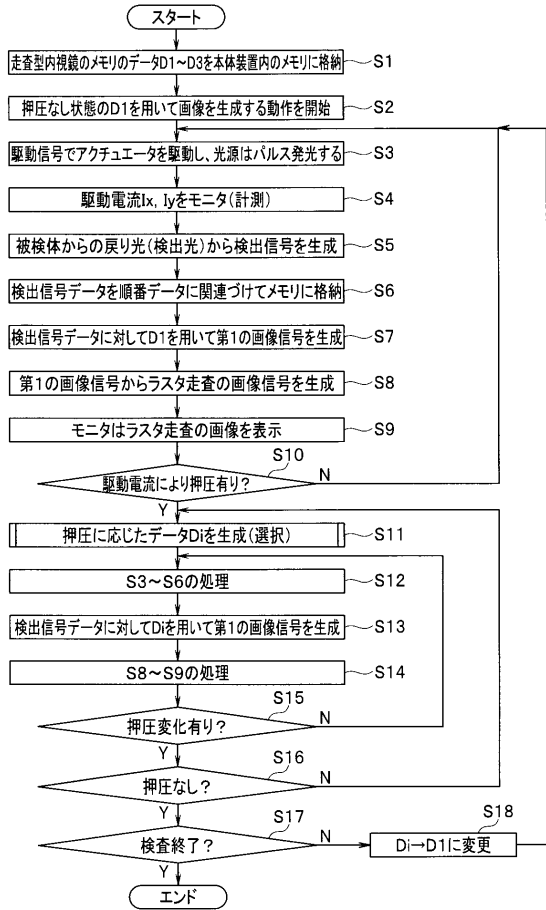 スタート
走査型内視鏡のメモリのデータD1~D3を本体装置内のメモリに格納
S1
押圧なし状態のD1を用いて画像を生成する動作を開始
S2
駆動信号でアクチュエータを駆動し、光源はパルス発光する
S3
駆動電流Ix, Iyをモニタ(計測)
S4
被検体からの戻り光(検出光)から検出信号を生成
S5
検出信号データを順番データに関連づけてメモリに格納
S6
検出信号データに対してD1を用いて第1の画像信号を生成
S7
第1の画像信号からラスタ走査の画像信号を生成
S8
モニタはラスタ走査の画像を表示
S9
S10
駆動電流により押圧有り?
N
Y
押圧に応じたデータDiを生成(選択)
S11
S3~S6の処理
S12
検出信号データに対してDiを用いて第1の画像信号を生成
S13
S8~S9の処理
S14
S15
押圧変化有り?
N
Y
S16
押圧なし?
N
Y
S17
検査終了?
N
S18
Di→D1に変更
Y
エンド